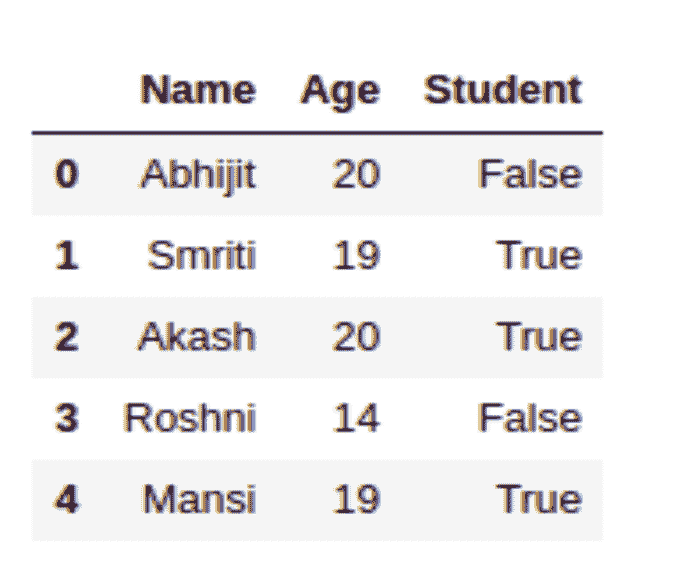 Name Age Student
0 Abhijit 20 False
1 Smriti 19 True
2 Akash 20 True
3 Roshni 14 False
4 Mansi 19 True